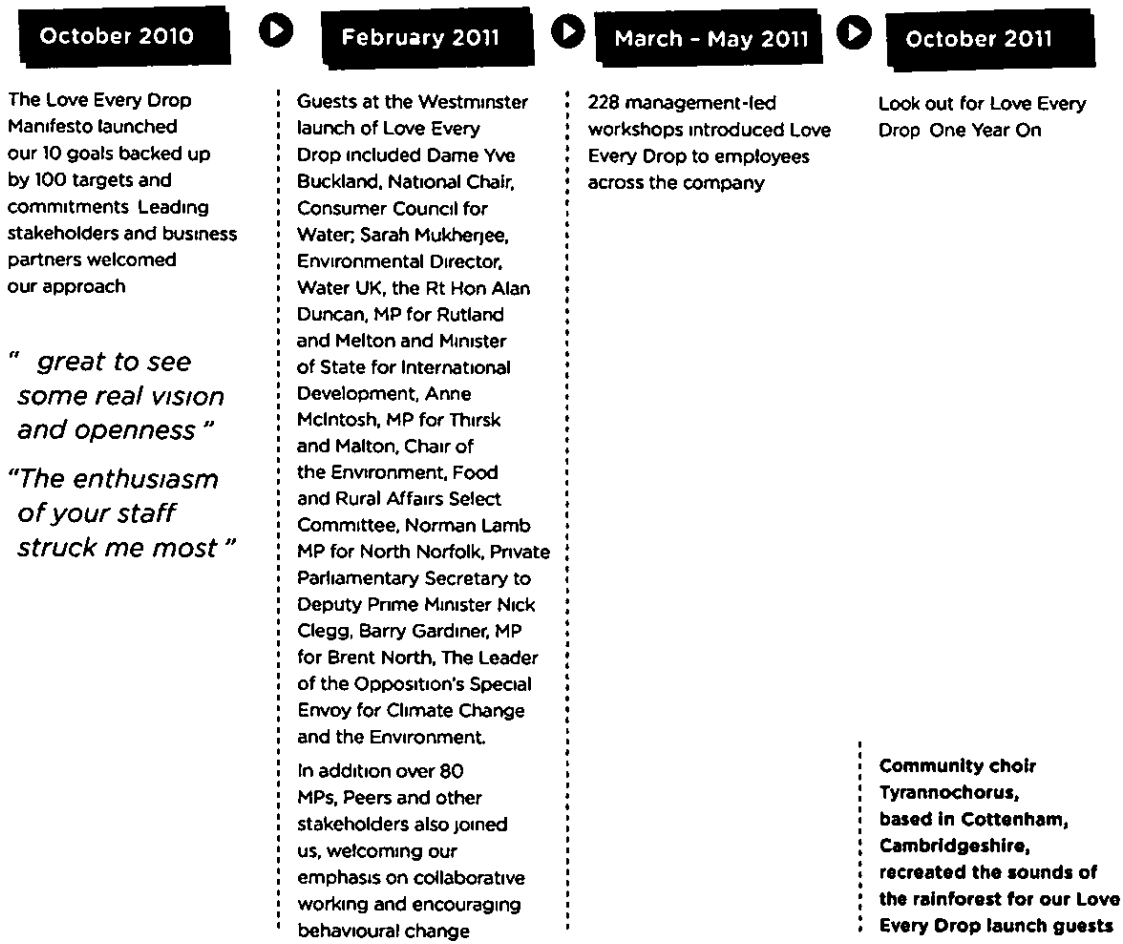 October 2010
The Love Every Drop
Manifesto launched
our 10 goals backed up
by 100 targets and
commitments Leading
stakeholders and business
partners welcomed
our approach
" great to see
some real vision
and openness "
"The enthusiasm
of your staff
struck me most "
February 2011
Guests at the Westminster
launch of Love Every
Drop included Dame Yve
Buckland, National Chair,
Consumer Council for
Water; Sarah Mukherjee,
Environmental Director,
Water UK, the Rt Hon Alan
Duncan, MP for Rutland
and Melton and Minister
of State for International
Development, Anne
McIntosh, MP for Thirsk
and Malton, Chair of
the Environment, Food
and Rural Affairs Select
Committee, Norman Lamb
MP for North Norfolk, Private
Parliamentary Secretary to
Deputy Prime Minister Nick
Clegg, Barry Gardiner, MP
for Brent North, The Leader
of the Opposition's Special
Envoy for Climate Change
and the Environment.
In addition over 80
MPs, Peers and other
stakeholders also joined
us, welcoming our
emphasis on collaborative
working and encouraging
behavioural change
March - May 2011
228 management-led
workshops introduced Love
Every Drop to employees
across the company
October 2011
Look out for Love Every
Drop One Year On
Community choir
Tyrannochorus,
based in Cottenham,
Cambridgeshire,
recreated the sounds of
the rainforest for our Love
Every Drop launch guests